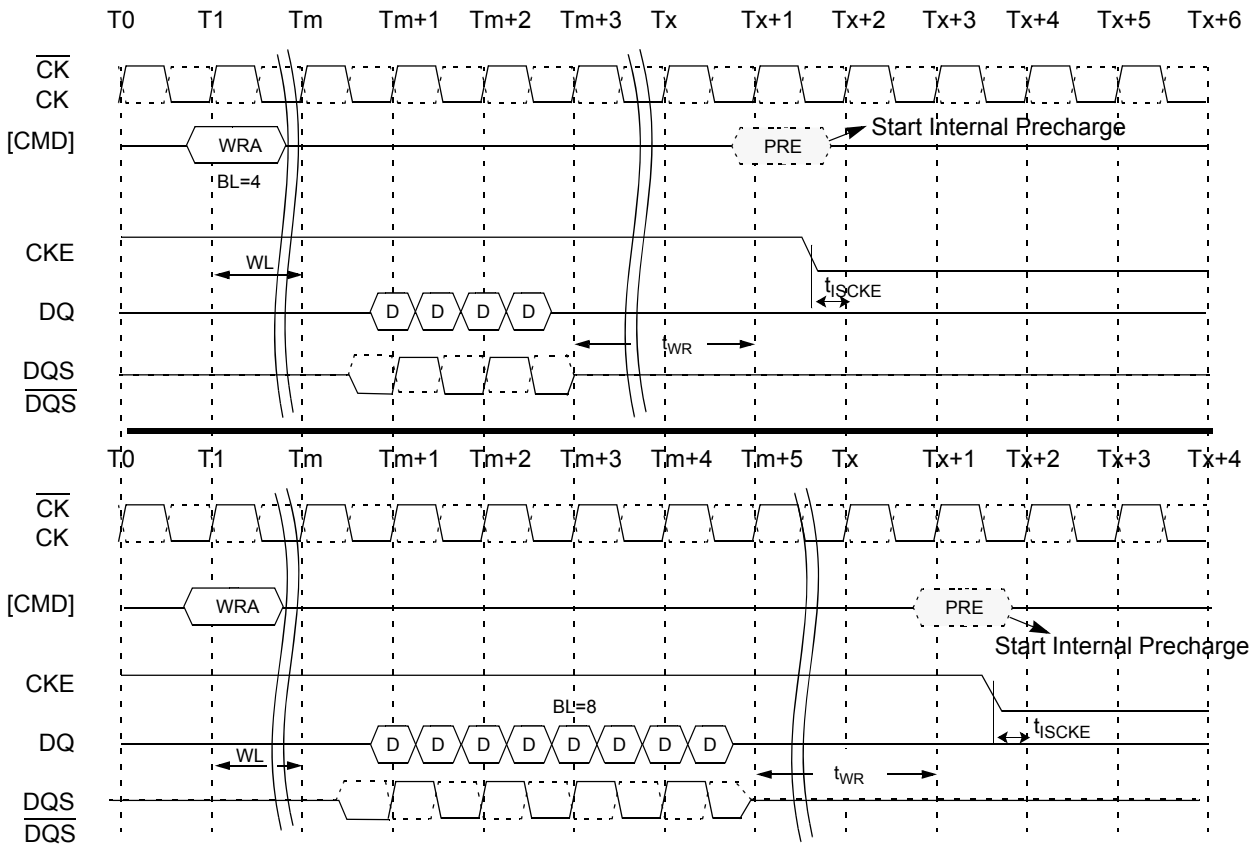 T0 T1 Tm Tm+1 Tm+2 Tm+3 Tx Tx+1 Tx+2 Tx+3 Tx+4 Tx+5 Tx+6
CK
CK
[CMD] WRA PRE Start Internal Precharge
BL=4
CKE
WL
tISCKE
DQ D D D D
tWR
DQS
DQS
T0 T1 Tm Tm+1 Tm+2 Tm+3 Tm+4 Tm+5 Tx Tx+1 Tx+2 Tx+3 Tx+4
CK
CK
[CMD] WRA PRE
Start Internal Precharge
CKE
BL=8
DQ D D D D D D D D tISCKE
WL
tWR
DQS
DQS